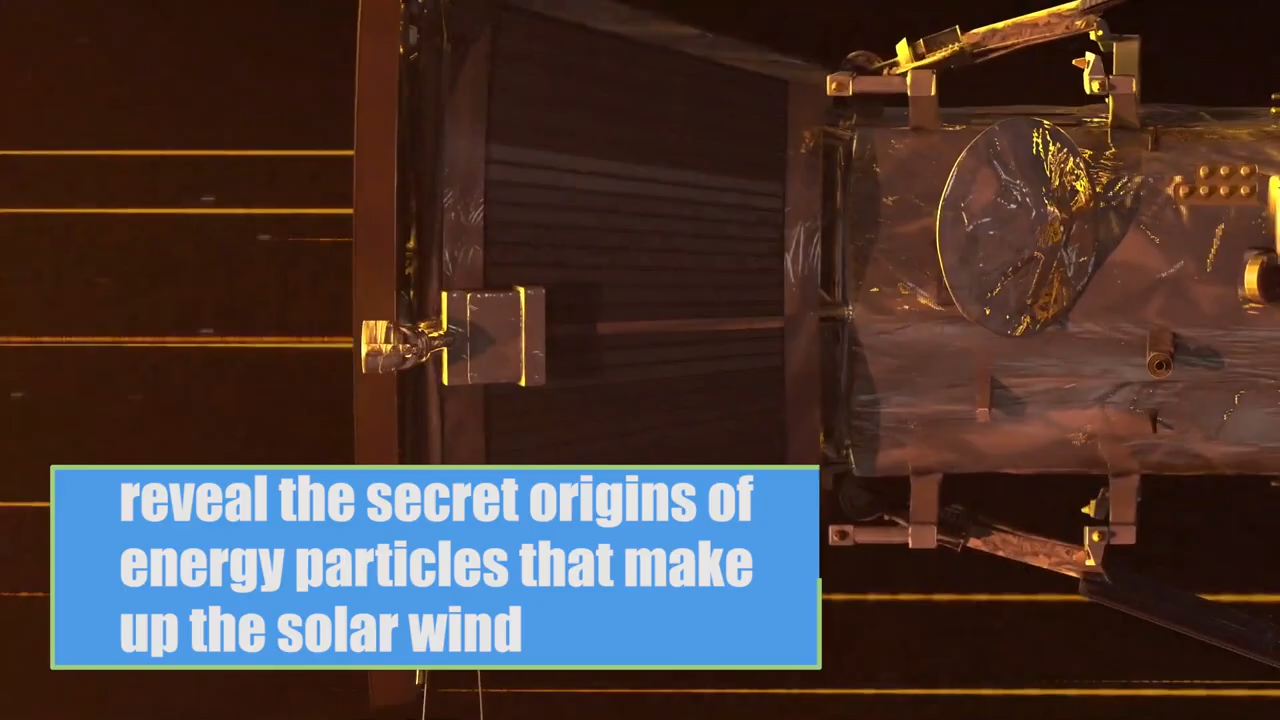 reveal the secret origins of
energy particles that make
up the solar wind